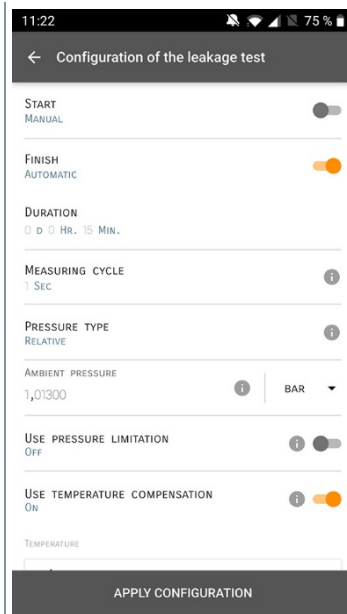 11:22
75 %
Configuration of the leakage test
START
MANUAL
FINISH
AUTOMATIC
DURATION
0 D 0 HR. 15 MIN.
MEASURING CYCLE
1 SEC
PRESSURE TYPE
RELATIVE
AMBIENT PRESSURE
1,01300
BAR
USE PRESSURE LIMITATION
OFF
USE TEMPERATURE COMPENSATION
ON
TEMPERATURE
APPLY CONFIGURATION